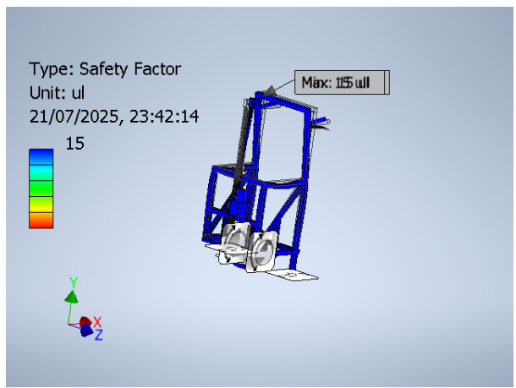 Type: Safety Factor
Unit: ul
21/07/2025, 23:42:14
15
Max: 15 ul
Y
X
Z